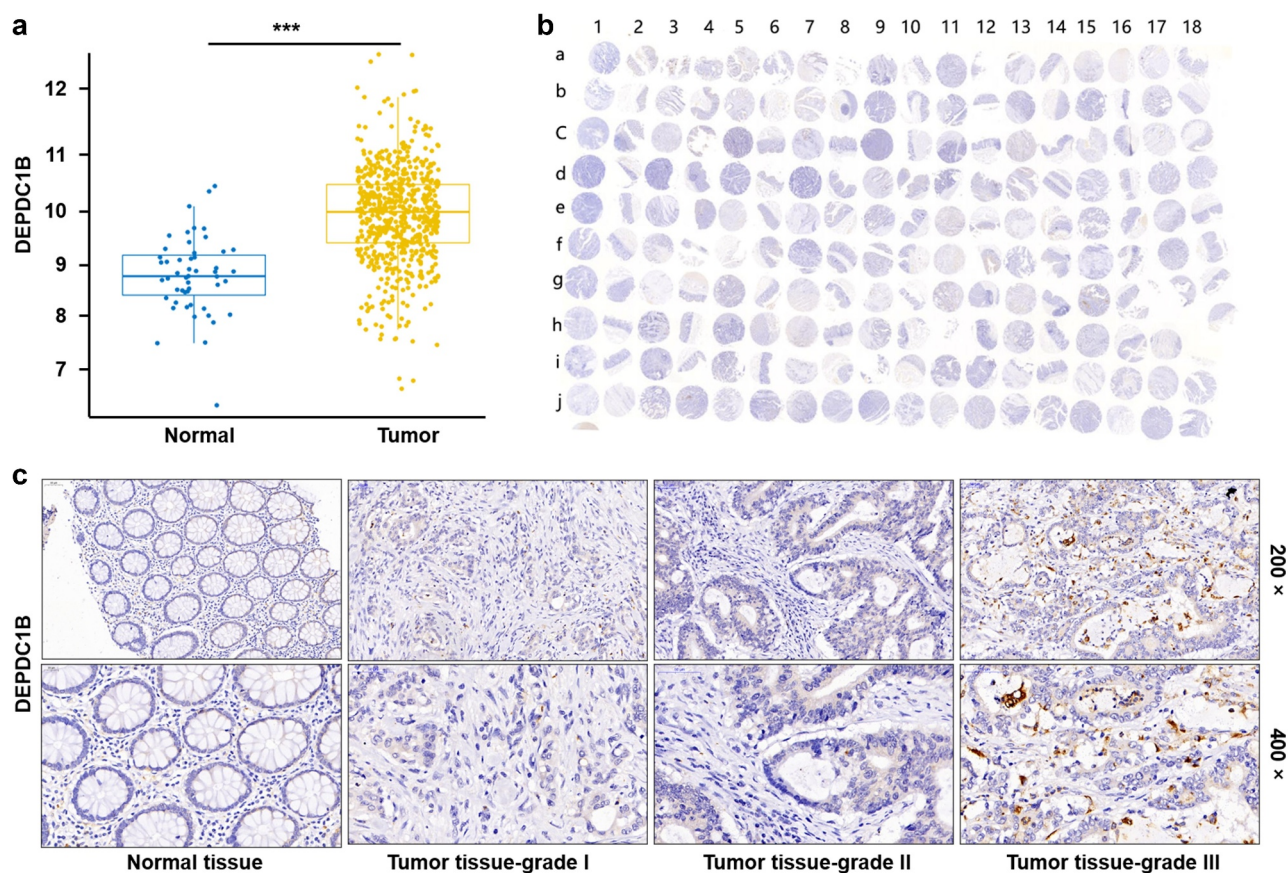 a
***
DEPDC1B
12
11
10
9
8
7
Normal Tumor
b
1 2 3 4 5 6 7 8 9 10 11 12 13 14 15 16 17 18
a
b
C
d
e
f
g
h
i
j
c
DEPDC1B
200 ×
400 ×
Normal tissue Tumor tissue-grade I Tumor tissue-grade II Tumor tissue-grade III